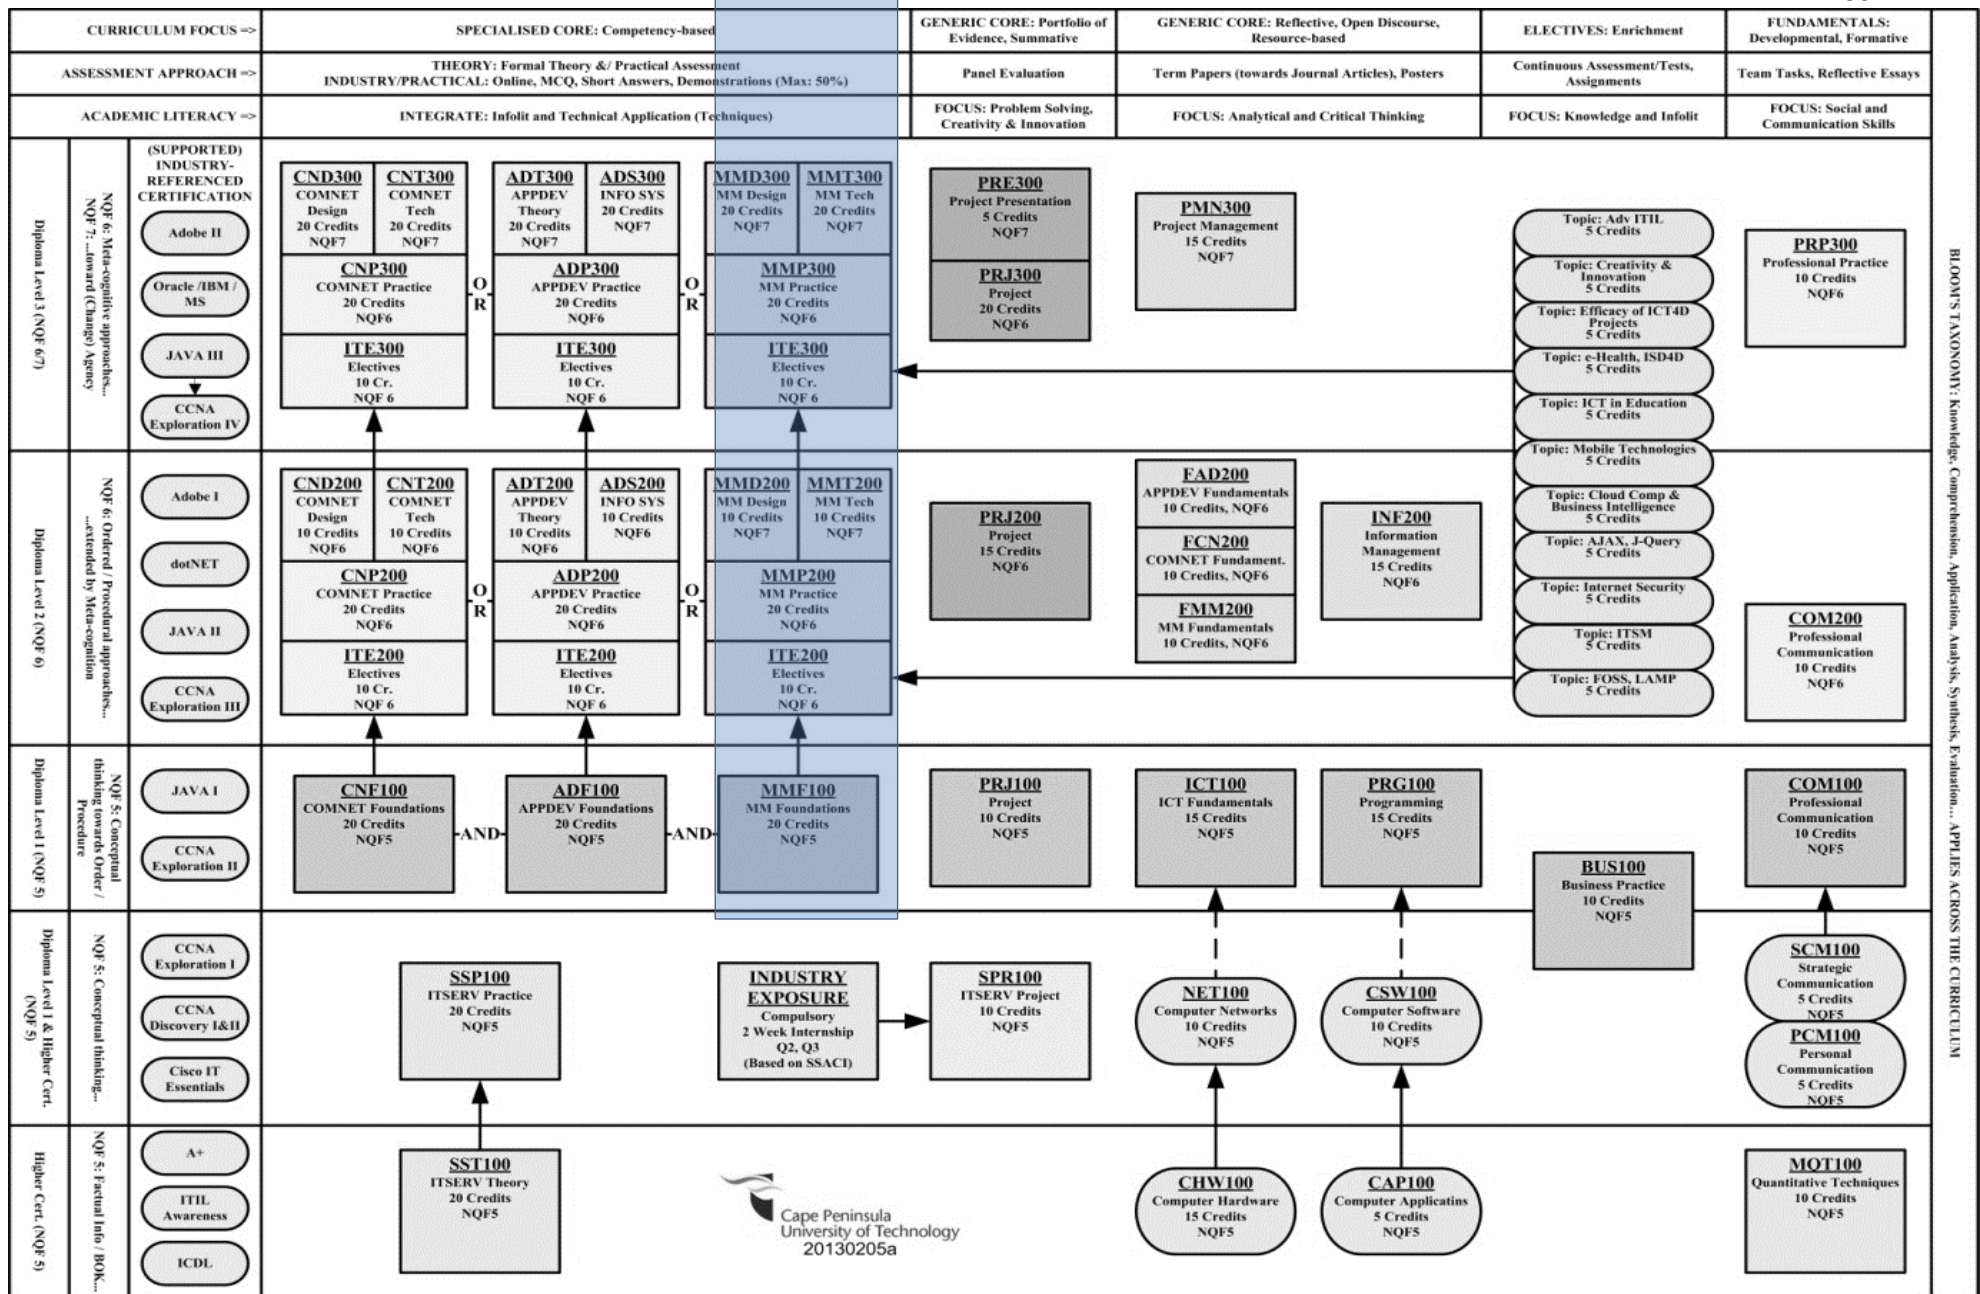 CURRICULUM FOCUS =>
SPECIALISED CORE: Competency-based
GENERIC CORE: Portfolio of
Evidence, Summative
GENERIC CORE: Reflective, Open Discourse,
Resource-based
ELECTIVES: Enrichment
FUNDAMENTALS:
Developmental, Formative
ASSESSMENT APPROACH =>
THEORY: Formal Theory &/ Practical Assessment
INDUSTRY/PRACTICAL: Online, MCQ, Short Answers, Demonstrations (Max: 50%)
Panel Evaluation
Term Papers (towards Journal Articles), Posters
Continuous Assessment/Tests,
Assignments
Team Tasks, Reflective Essays
ACADEMIC LITERACY =>
INTEGRATE: Infolit and Technical Application (Techniques)
FOCUS: Problem Solving,
Creativity & Innovation
FOCUS: Analytical and Critical Thinking
FOCUS: Knowledge and Infolit
FOCUS: Social and
Communication Skills
Diploma Level 3 (NQF 6/7)
NQF 6: Meta-cognitive approaches...
NQF 7: ...toward (Change) Agency
(SUPPORTED)
INDUSTRY-
REFERENCED
CERTIFICATION
Adobe II
Oracle /IBM /
MS
JAVA III
CCNA
Exploration IV
CND300
COMNET
Design
20 Credits
NQF7
CNT300
COMNET
Tech
20 Credits
NQF7
CNP300
COMNET Practice
20 Credits
NQF6
ITE300
Electives
10 Cr.
NQF 6
O
R
ADT300
APPDEV
Theory
20 Credits
NQF7
ADS300
INFO SYS
20 Credits
NQF7
ADP300
APPDEV Practice
20 Credits
NQF6
ITE300
Electives
10 Cr.
NQF 6
O
R
MMD300
MM Design
20 Credits
NQF7
MMT300
MM Tech
20 Credits
NQF7
MMP300
MM Practice
20 Credits
NQF6
ITE300
Electives
10 Cr.
NQF 6
PRE300
Project Presentation
5 Credits
NQF7
PRJ300
Project
20 Credits
NQF6
PMN300
Project Management
15 Credits
NQF7
Topic: Adv ITIL
5 Credits
Topic: Creativity &
Innovation
5 Credits
Topic: Efficacy of ICT4D
Projects
5 Credits
Topic: e-Health, ISD4D
5 Credits
Topic: ICT in Education
5 Credits
Topic: Mobile Technologies
5 Credits
Topic: Cloud Comp &
Business Intelligence
5 Credits
Topic: AJAX, J-Query
5 Credits
Topic: Internet Security
5 Credits
Topic: ITSM
5 Credits
Topic: FOSS, LAMP
5 Credits
PRP300
Professional Practice
10 Credits
NQF6
Diploma Level 2 (NQF 6)
NQF 6: Ordered / Procedural approaches...
...extended by Meta-cognition
Adobe I
dotNET
JAVA II
CCNA
Exploration III
CND200
COMNET
Design
10 Credits
NQF6
CNT200
COMNET
Tech
10 Credits
NQF6
CNP200
COMNET Practice
20 Credits
NQF6
ITE200
Electives
10 Cr.
NQF 6
O
R
ADT200
APPDEV
Theory
10 Credits
NQF6
ADS200
INFO SYS
10 Credits
NQF6
ADP200
APPDEV Practice
20 Credits
NQF6
ITE200
Electives
10 Cr.
NQF 6
O
R
MMD200
MM Design
10 Credits
NQF7
MMT200
MM Tech
10 Credits
NQF7
MMP200
MM Practice
20 Credits
NQF6
ITE200
Electives
10 Cr.
NQF 6
PRJ200
Project
15 Credits
NQF6
FAD200
APPDEV Fundamentals
10 Credits, NQF6
FCN200
COMNET Fundament.
10 Credits, NQF6
FMM200
MM Fundamentals
10 Credits, NQF6
INF200
Information
Management
15 Credits
NQF6
COM200
Professional
Communication
10 Credits
NQF6
Diploma Level 1 (NQF 5)
NQF 5: Conceptual
thinking towards Order /
Procedure
JAVA I
CCNA
Exploration II
CNF100
COMNET Foundations
20 Credits
NQF5
AND
ADF100
APPDEV Foundations
20 Credits
NQF5
AND
MMF100
MM Foundations
20 Credits
NQF5
PRJ100
Project
10 Credits
NQF5
ICT100
ICT Fundamentals
15 Credits
NQF5
PRG100
Programming
15 Credits
NQF5
BUS100
Business Practice
10 Credits
NQF5
COM100
Professional
Communication
10 Credits
NQF5
Diploma Level 1 & Higher Cert.
(NQF 5)
NQF 5: Conceptual thinking...
CCNA
Exploration I
CCNA
Discovery I&II
Cisco IT
Essentials
SSP100
ITSERV Practice
20 Credits
NQF5
INDUSTRY
EXPOSURE
Compulsory
2 Week Internship
Q2, Q3
(Based on SSACI)
SPR100
ITSERV Project
10 Credits
NQF5
NET100
Computer Networks
10 Credits
NQF5
CSW100
Computer Software
10 Credits
NQF5
SCM100
Strategic
Communication
5 Credits
NQF5
PCM100
Personal
Communication
5 Credits
NQF5
Higher Cert. (NQF 5)
NQF 5: Factual Info / BOK...
A+
ITIL
Awareness
ICDL
SST100
ITSERV Theory
20 Credits
NQF5
Cape Peninsula
University of Technology
20130205a
CHW100
Computer Hardware
15 Credits
NQF5
CAP100
Computer Applicatins
5 Credits
NQF5
MQT100
Quantitative Techniques
10 Credits
NQF5
BLOOM'S TAXONOMY: Knowledge, Comprehension, Application, Analysis, Synthesis, Evaluation... APPLIES ACROSS THE CURRICULUM